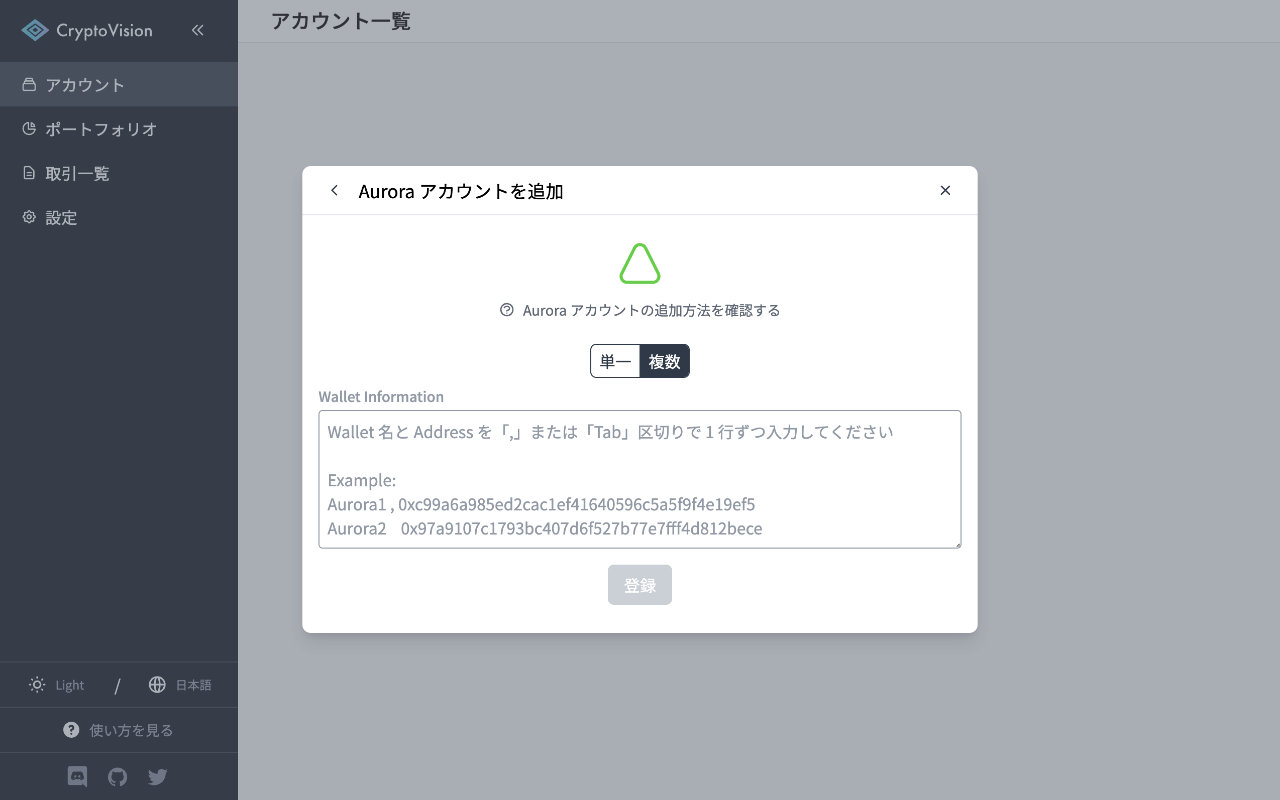 CryptoVision
アカウント
ポートフォリオ
取引一覧
設定
Light / 日本語
使い方を見る
アカウント一覧
Aurora アカウントを追加
Aurora アカウントの追加方法を確認する
単一 複数
Wallet Information
Wallet 名と Address を「,」または「Tab」区切りで 1 行ずつ入力してください
Example:
Aurora1 , 0xc99a6a985ed2cac1ef41640596c5a5f9f4e19ef5
Aurora2 0x97a9107c1793bc407d6f527b77e7fff4d812bece
登録